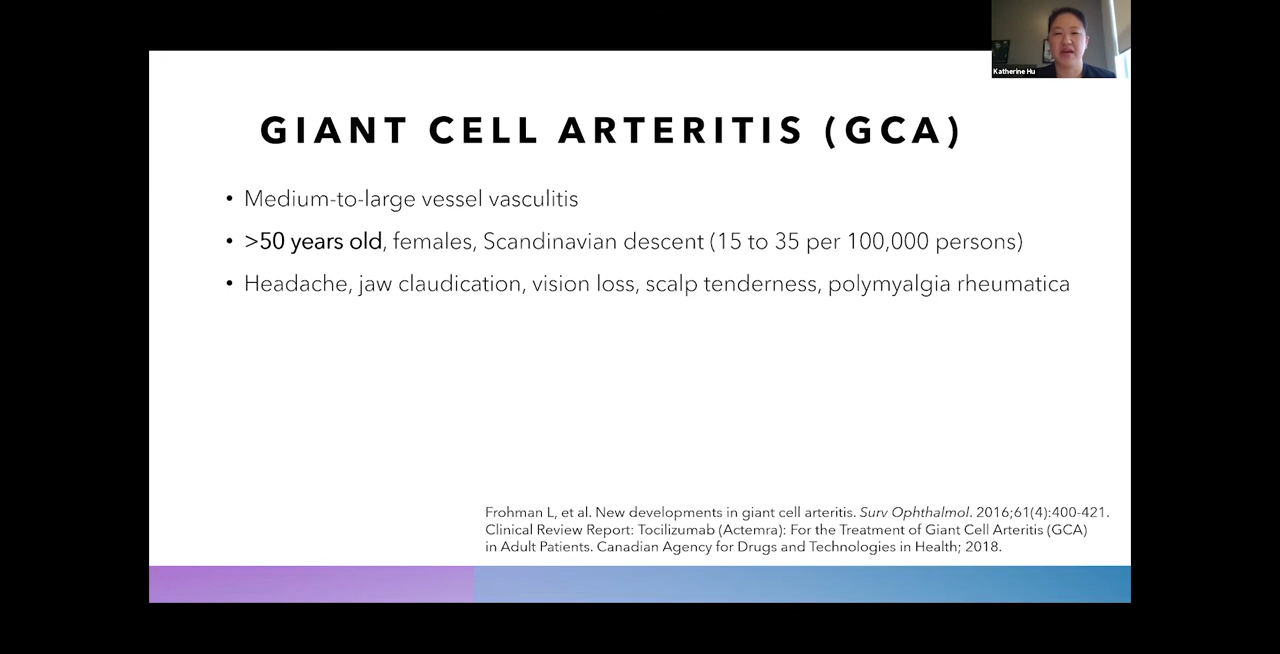 Katherine Hu
GIANT CELL ARTERITIS (GCA)
• Medium-to-large vessel vasculitis
• >50 years old, females, Scandinavian descent (15 to 35 per 100,000 persons)
• Headache, jaw claudication, vision loss, scalp tenderness, polymyalgia rheumatica
Frohman L, et al. New developments in giant cell arteritis. Surv Ophthalmol. 2016;61(4):400-421.
Clinical Review Report: Tocilizumab (Actemra): For the Treatment of Giant Cell Arteritis (GCA)
in Adult Patients. Canadian Agency for Drugs and Technologies in Health; 2018.